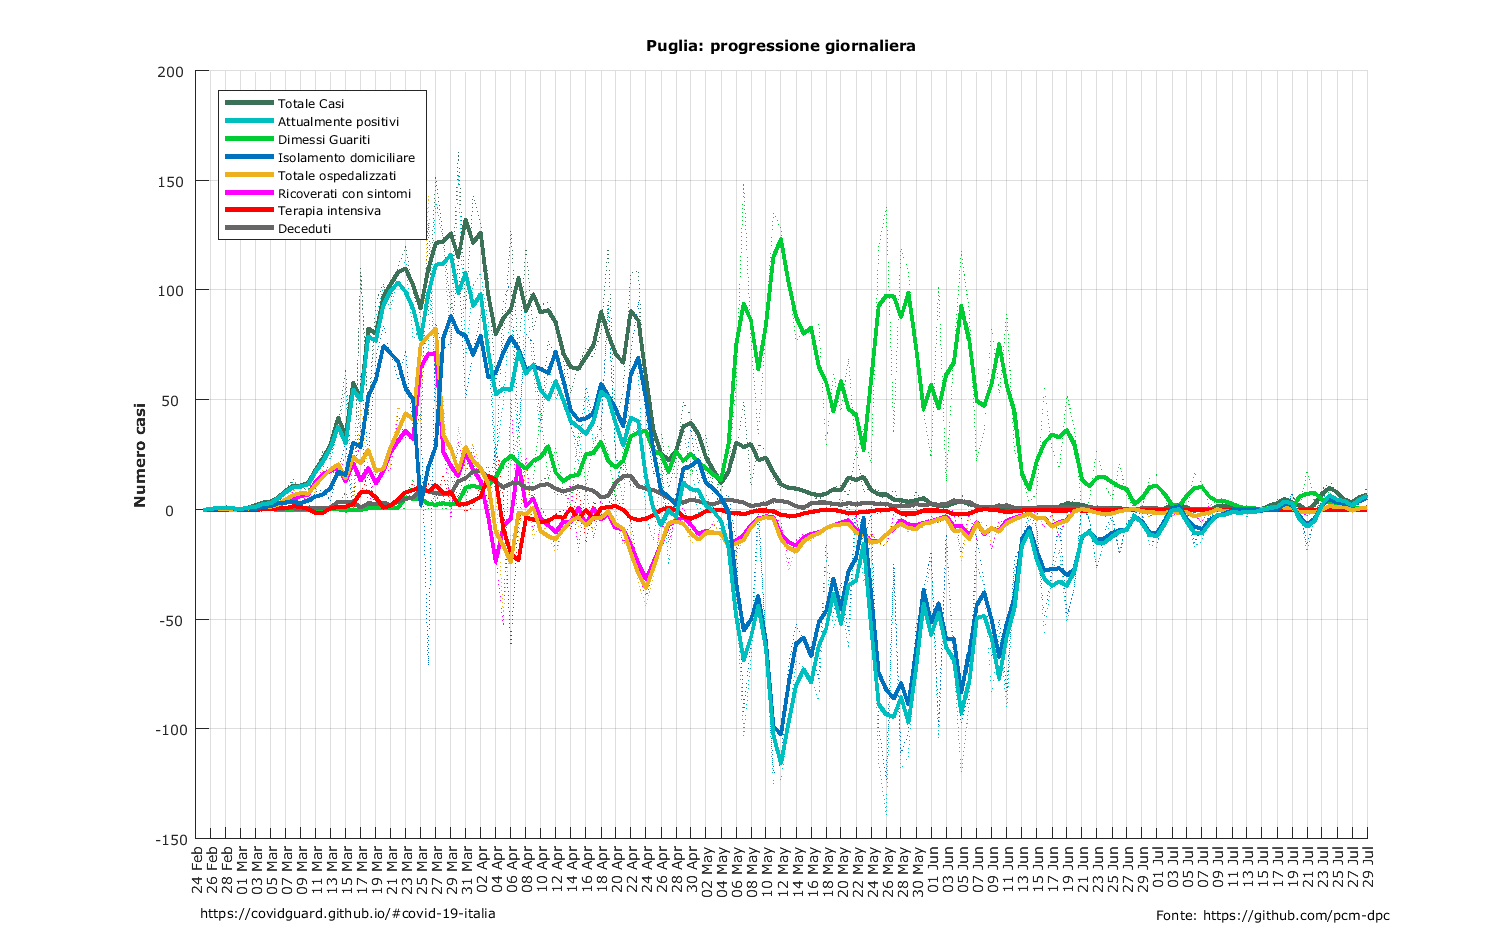 Puglia: progressione giornaliera
200
150
100
50
0
-50
-100
-150
Numero casi
Totale Casi
Attualmente positivi
Dimessi Guariti
Isolamento domiciliare
Totale ospedalizzati
Ricoverati con sintomi
Terapia intensiva
Deceduti
24 Feb
26 Feb
28 Feb
01 Mar
03 Mar
05 Mar
07 Mar
09 Mar
11 Mar
13 Mar
15 Mar
17 Mar
19 Mar
21 Mar
23 Mar
25 Mar
27 Mar
29 Mar
31 Mar
02 Apr
04 Apr
06 Apr
08 Apr
10 Apr
12 Apr
14 Apr
16 Apr
18 Apr
20 Apr
22 Apr
24 Apr
26 Apr
28 Apr
30 Apr
02 May
04 May
06 May
08 May
10 May
12 May
14 May
16 May
18 May
20 May
22 May
24 May
26 May
28 May
30 May
01 Jun
03 Jun
05 Jun
07 Jun
09 Jun
11 Jun
13 Jun
15 Jun
17 Jun
19 Jun
21 Jun
23 Jun
25 Jun
27 Jun
29 Jun
01 Jul
03 Jul
05 Jul
07 Jul
09 Jul
11 Jul
13 Jul
15 Jul
17 Jul
19 Jul
21 Jul
23 Jul
25 Jul
27 Jul
29 Jul
https://covidguard.github.io/#covid-19-italia
Fonte: https://github.com/pcm-dpc